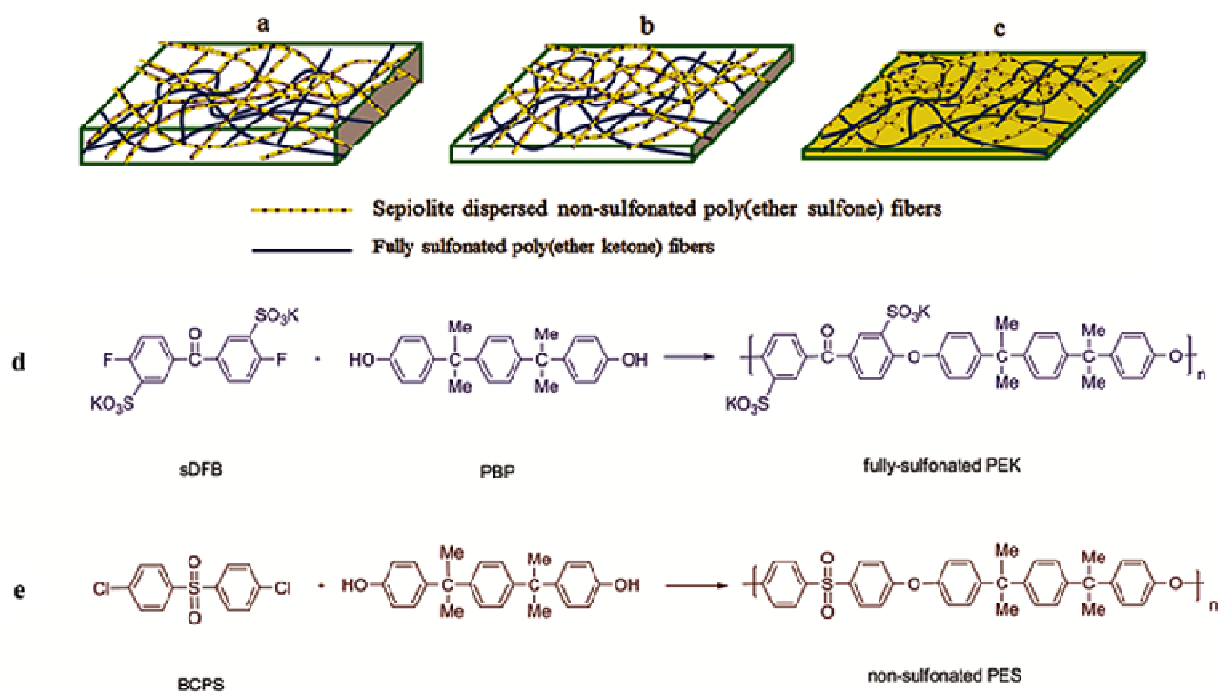 a b c
Sepiolite dispersed non-sulfonated poly(ether sulfone) fibers
Fully sulfonated poly(ether ketone) fibers
d
SO₃K
O
F
F
KO₃S
Me
Me
HO
C
C
OH
Me
Me
SO₃K
O
O
Me
Me
C
C
O
Me
Me
KO₃S
n
sDFB
PBP
fully-sulfonated PEK
e
O
Cl
S
Cl
O
Me
Me
HO
C
C
OH
Me
Me
O
S
O
O
Me
Me
C
C
O
Me
Me
n
BCPS
non-sulfonated PES